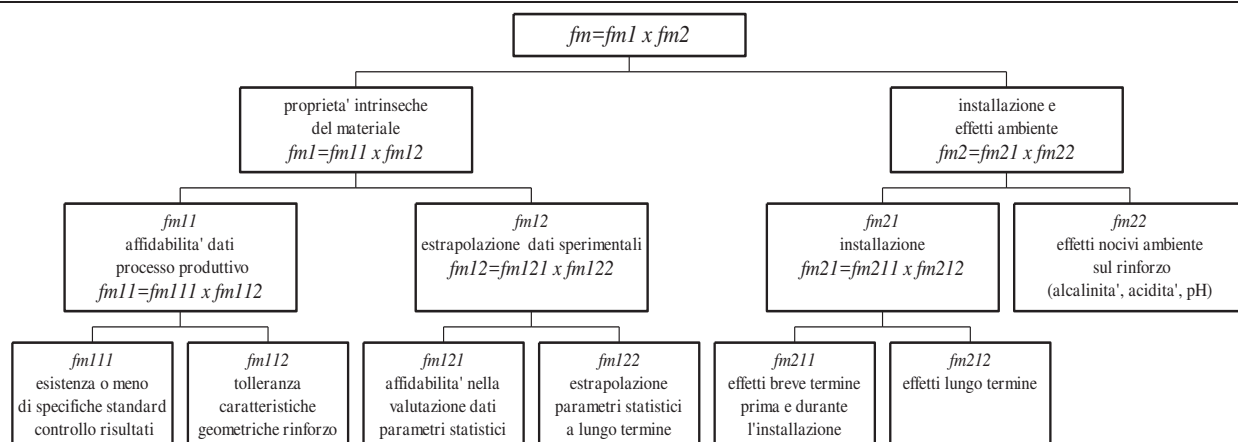 fm=fm1 x fm2
proprieta' intrinseche
del materiale
fm1=fm11 x fm12
installazione e
effetti ambiente
fm2=fm21 x fm22
fm11
affidabilita' dati
processo produttivo
fm11=fm111 x fm112
fm12
estrapolazione dati sperimentali
fm12=fm121 x fm122
fm21
installazione
fm21=fm211 x fm212
fm22
effetti nocivi ambiente
sul rinforzo
(alcalinita', acidita', pH)
fm111
esistenza o meno
di specifiche standard
controllo risultati
fm112
tolleranza
caratteristiche
geometriche rinforzo
fm121
affidabilita' nella
valutazione dati
parametri statistici
fm122
estrapolazione
parametri statistici
a lungo termine
fm211
effetti breve termine
prima e durante
l'installazione
fm212
effetti lungo termine